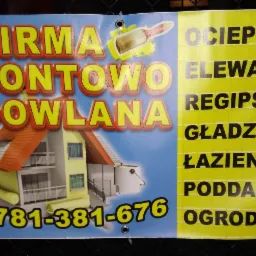 IRMA
ONTOWO
OWLANA
781-381-676
OCIEP
ELEWA
REGIPS
GŁADZ
ŁAZIEN
PODDA
OGROD